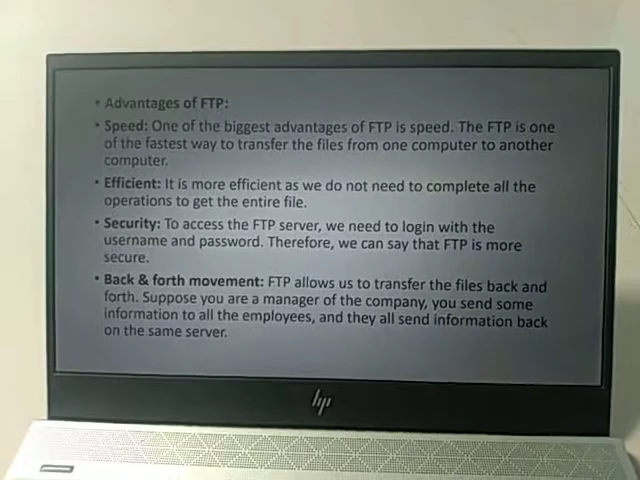 • Advantages of FTP:
• Speed: One of the biggest advantages of FTP is speed. The FTP is one
of the fastest way to transfer the files from one computer to another
computer.
• Efficient: It is more efficient as we do not need to complete all the
operations to get the entire file.
• Security: To access the FTP server, we need to login with the
username and password. Therefore, we can say that FTP is more
secure.
• Back & forth movement: FTP allows us to transfer the files back and
forth. Suppose you are a manager of the company, you send some
information to all the employees, and they all send information back
on the same server.
hp